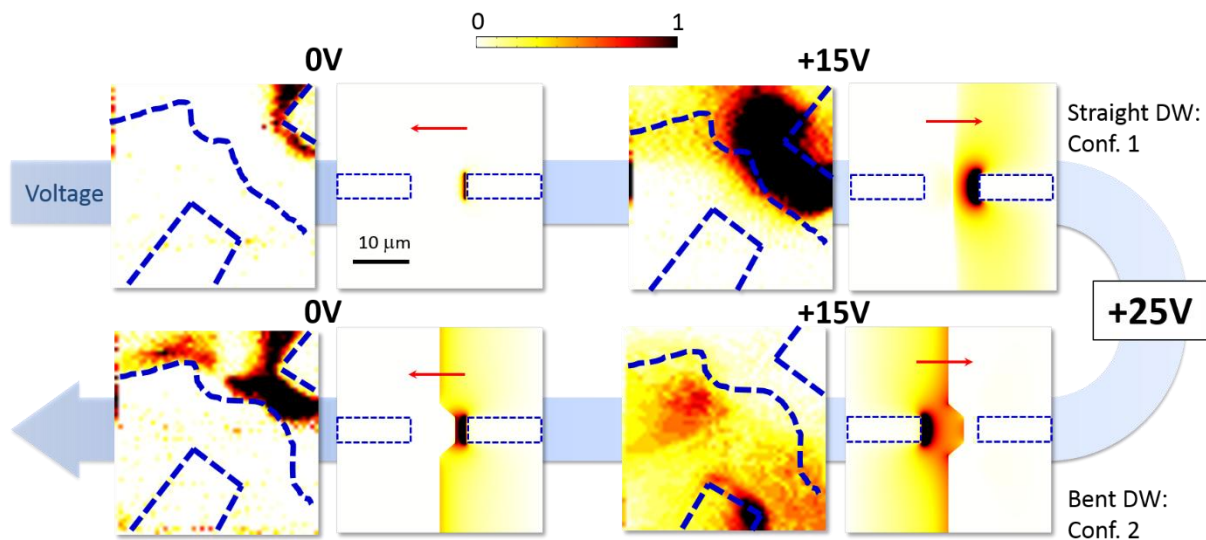 0 1
0V +15V
Straight DW:
Conf. 1
Voltage
10 μm
+25V
0V +15V
Bent DW:
Conf. 2